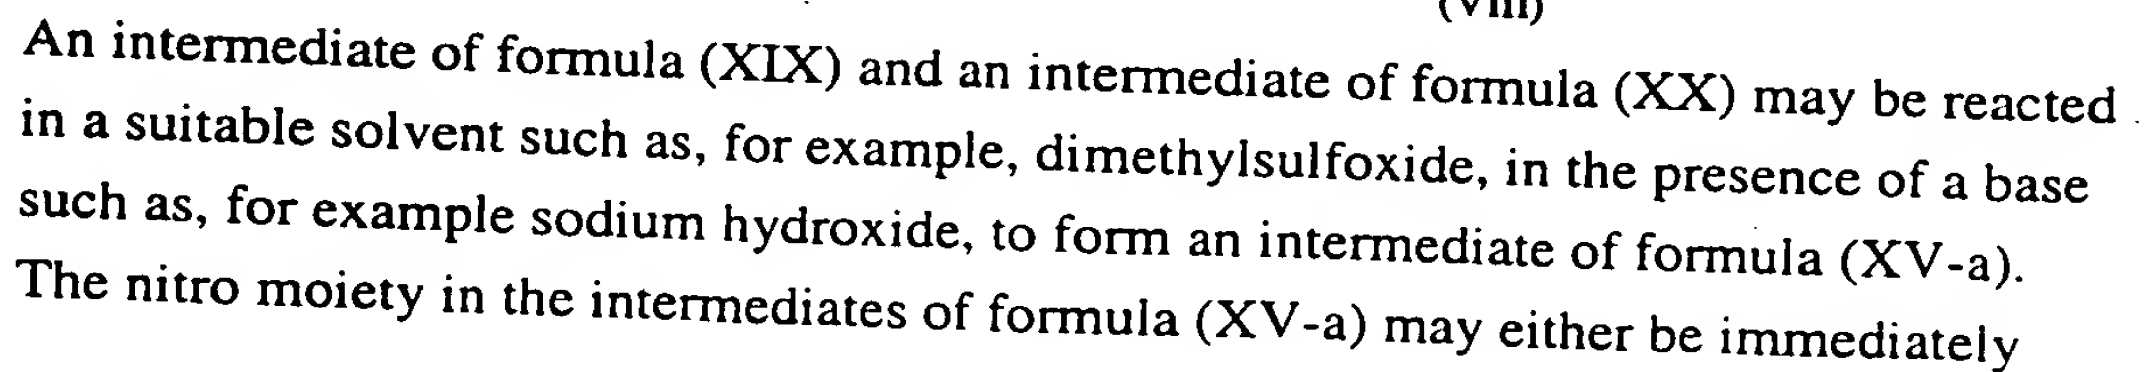 (VIII)
An intermediate of formula (XIX) and an intermediate of formula (XX) may be reacted
in a suitable solvent such as, for example, dimethylsulfoxide, in the presence of a base
such as, for example sodium hydroxide, to form an intermediate of formula (XV-a).
The nitro moiety in the intermediates of formula (XV-a) may either be immediately